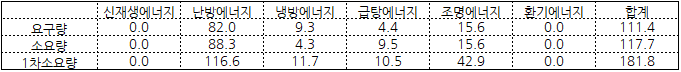 신재생에너지 난방에너지 냉방에너지 급탕에너지 조명에너지 환기에너지 합계
요구량 0.0 82.0 9.3 4.4 15.6 0.0 111.4
소요량 0.0 88.3 4.3 9.5 15.6 0.0 117.7
1차소요량 0.0 116.6 11.7 10.5 42.9 0.0 181.8